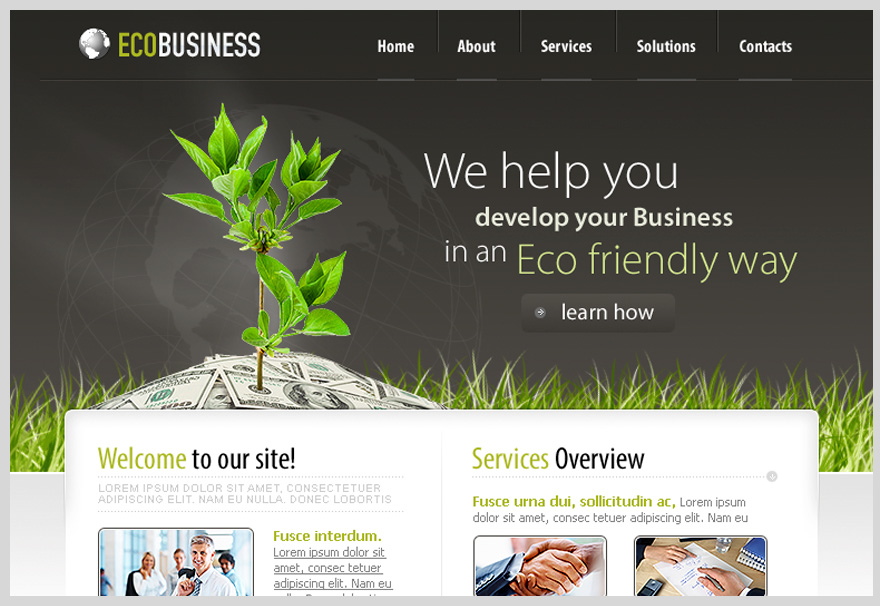 ECOBUSINESS
Home
About
Services
Solutions
Contacts
We help you
develop your Business
in an Eco friendly way
learn how
Welcome to our site!
LOREM IPSUM DOLOR SIT AMET, CONSECTETUER
ADIPISCING ELIT. NAM EU NULLA. DONEC LOBORTIS
Fusce interdum.
Lorem ipsum dolor sit
amet, consec tetuer
adipiscing elit. Nam eu
Services Overview
Fusce urna dui, sollicitudin ac, Lorem ipsum
dolor sit amet, consec tetuer adipiscing elit. Nam eu